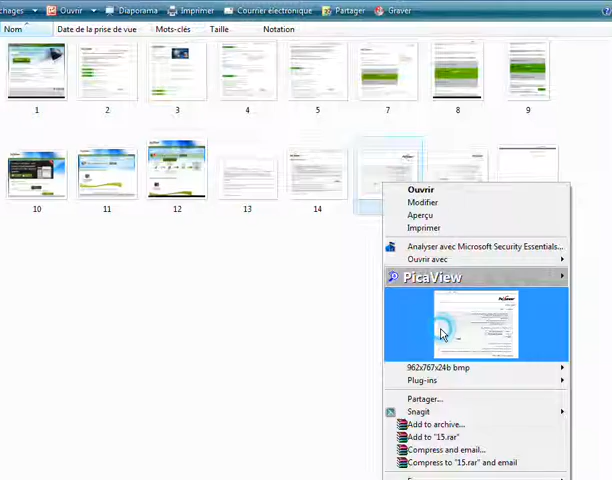 Ouvrir Diaporama Imprimer Courrier électronique Partager Graver
Nom Date de la prise de vue Mots-clés Taille Notation
1 2 3 4 5 7 8 9
10 11 12 13 14
Ouvrir
Modifier
Aperçu
Imprimer
Analyser avec Microsoft Security Essentials...
Ouvrir avec
PicaView
962x767x24b bmp
Plug-ins
Partager...
Snagit
Add to archive...
Add to "15.rar"
Compress and email...
Compress to "15.rar" and email